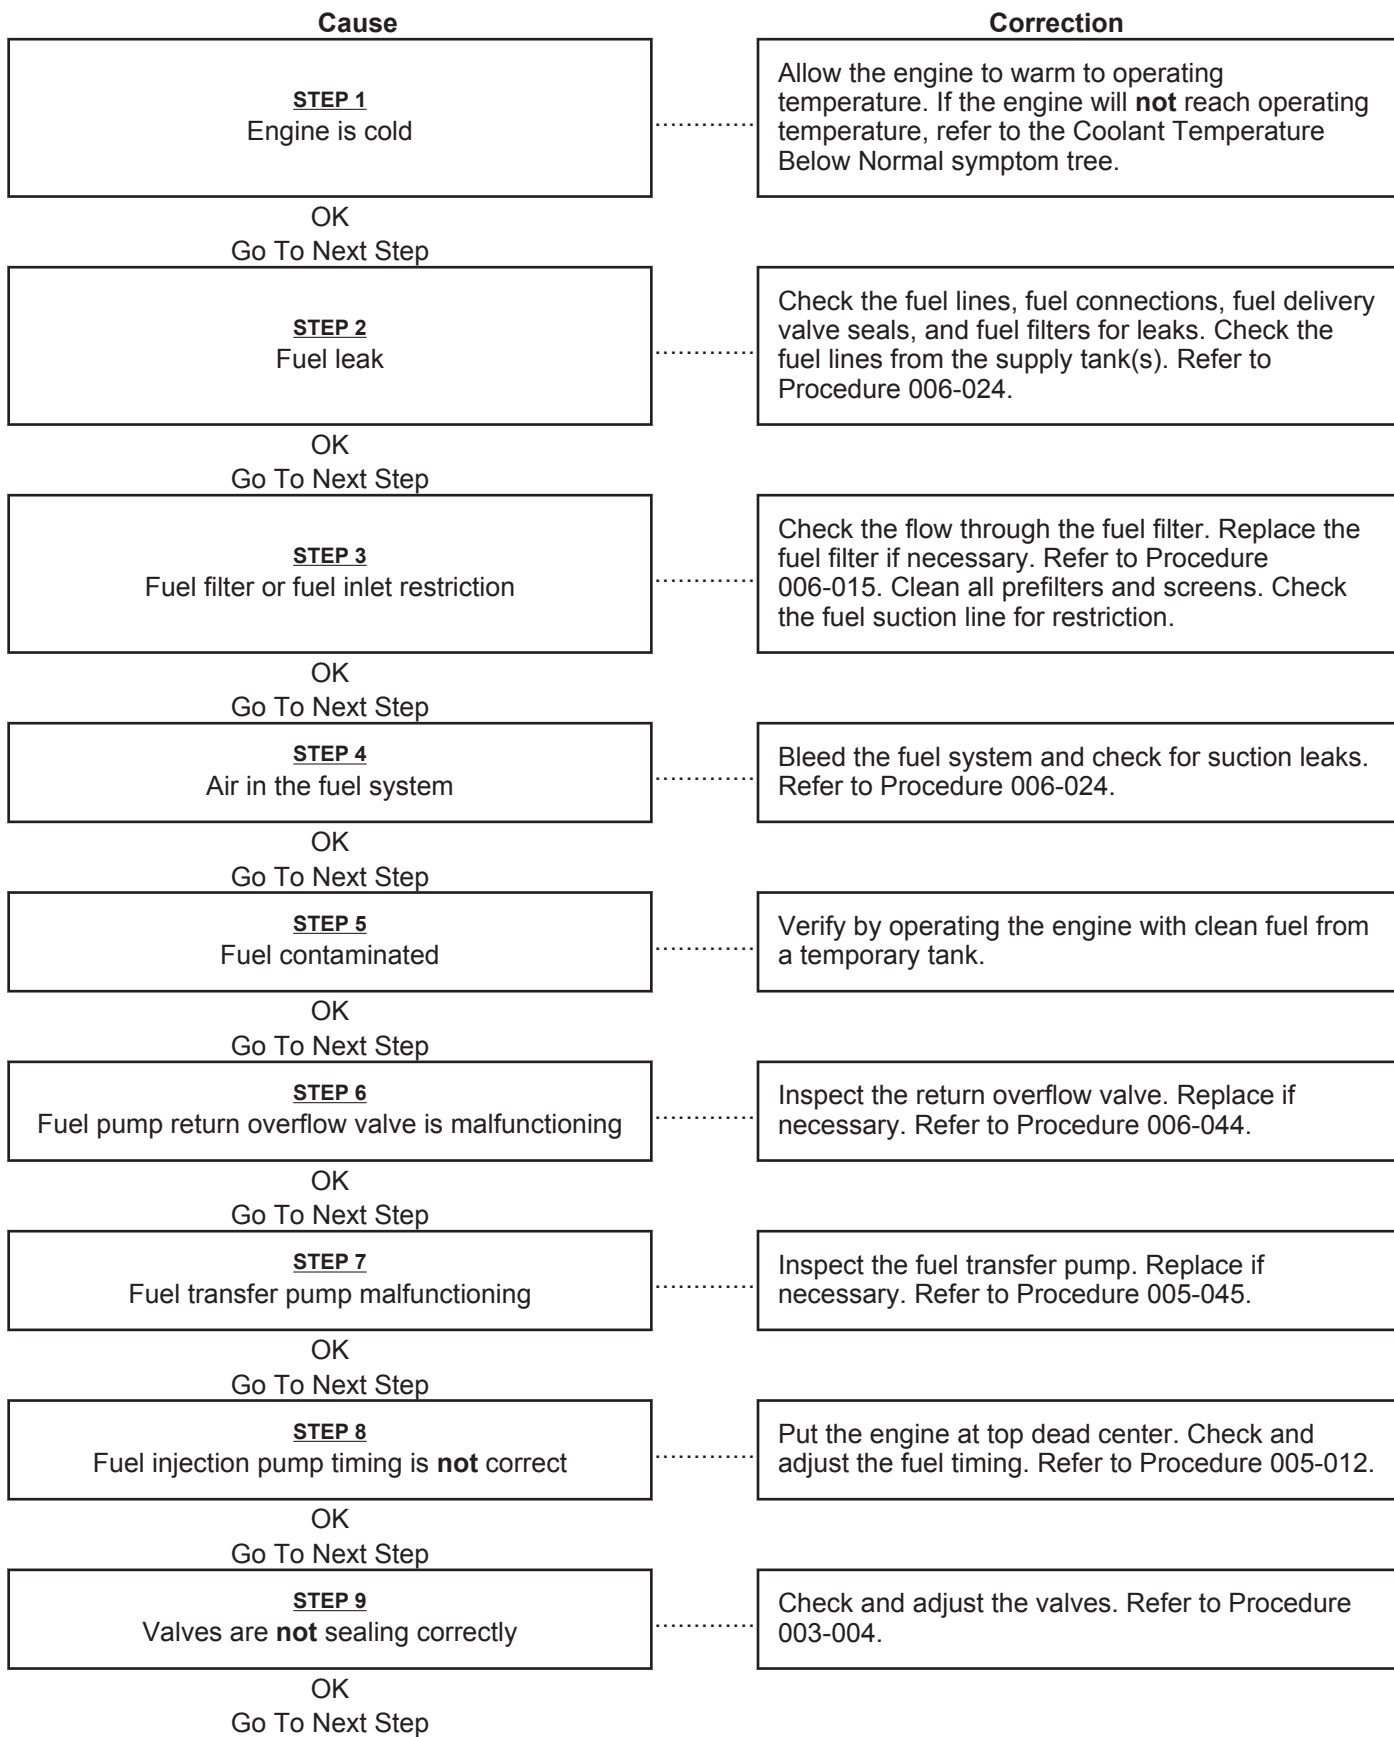 Cause
Correction
STEP 1
Engine is cold
Allow the engine to warm to operating
temperature. If the engine will not reach operating
temperature, refer to the Coolant Temperature
Below Normal symptom tree.
OK
Go To Next Step
STEP 2
Fuel leak
Check the fuel lines, fuel connections, fuel delivery
valve seals, and fuel filters for leaks. Check the
fuel lines from the supply tank(s). Refer to
Procedure 006-024.
OK
Go To Next Step
STEP 3
Fuel filter or fuel inlet restriction
Check the flow through the fuel filter. Replace the
fuel filter if necessary. Refer to Procedure
006-015. Clean all prefilters and screens. Check
the fuel suction line for restriction.
OK
Go To Next Step
STEP 4
Air in the fuel system
Bleed the fuel system and check for suction leaks.
Refer to Procedure 006-024.
OK
Go To Next Step
STEP 5
Fuel contaminated
Verify by operating the engine with clean fuel from
a temporary tank.
OK
Go To Next Step
STEP 6
Fuel pump return overflow valve is malfunctioning
Inspect the return overflow valve. Replace if
necessary. Refer to Procedure 006-044.
OK
Go To Next Step
STEP 7
Fuel transfer pump malfunctioning
Inspect the fuel transfer pump. Replace if
necessary. Refer to Procedure 005-045.
OK
Go To Next Step
STEP 8
Fuel injection pump timing is not correct
Put the engine at top dead center. Check and
adjust the fuel timing. Refer to Procedure 005-012.
OK
Go To Next Step
STEP 9
Valves are not sealing correctly
Check and adjust the valves. Refer to Procedure
003-004.
OK
Go To Next Step